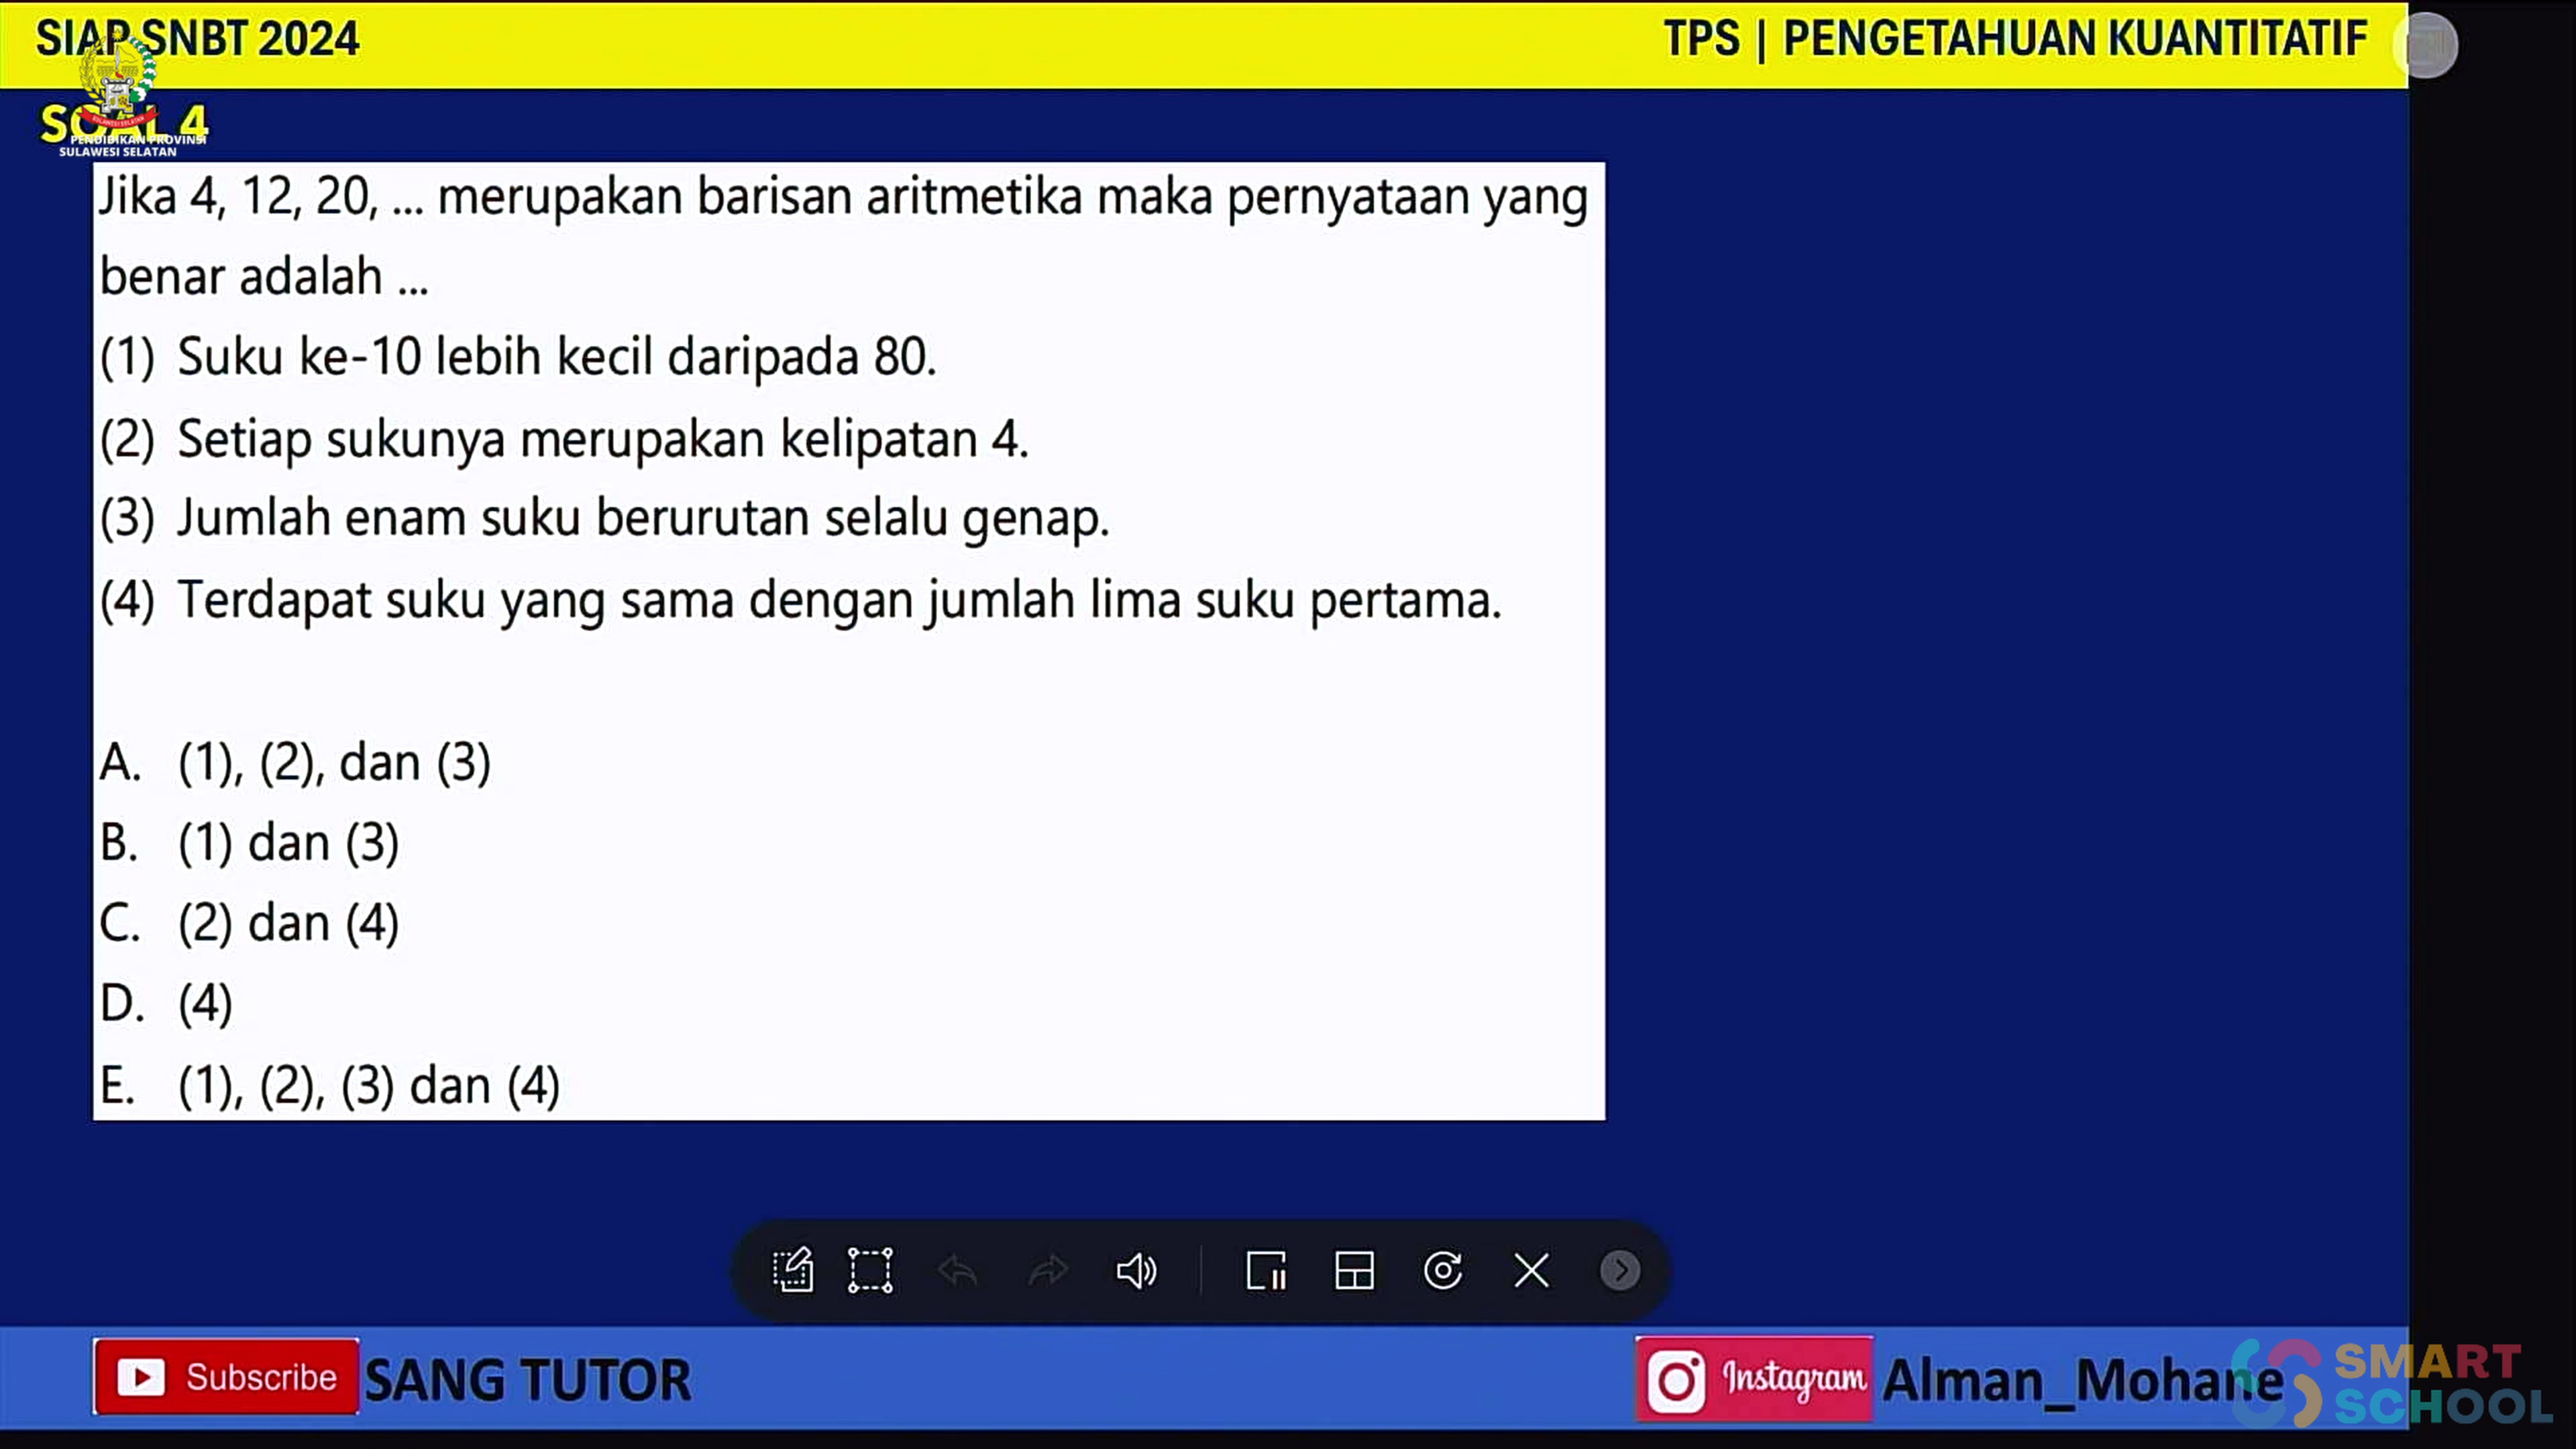 SIAP SNBT 2024
TPS | PENGETAHUAN KUANTITATIF
SOAL 4
SULAWESI SELATAN
PENDIDIKAN PROVINSI
SULAWESI SELATAN
Jika 4, 12, 20, ... merupakan barisan aritmetika maka pernyataan yang
benar adalah ...
(1) Suku ke-10 lebih kecil daripada 80.
(2) Setiap sukunya merupakan kelipatan 4.
(3) Jumlah enam suku berurutan selalu genap.
(4) Terdapat suku yang sama dengan jumlah lima suku pertama.
A. (1), (2), dan (3)
B. (1) dan (3)
C. (2) dan (4)
D. (4)
E. (1), (2), (3) dan (4)
Subscribe SANG TUTOR
Instagram Alman_Mohane
SMART
SCHOOL